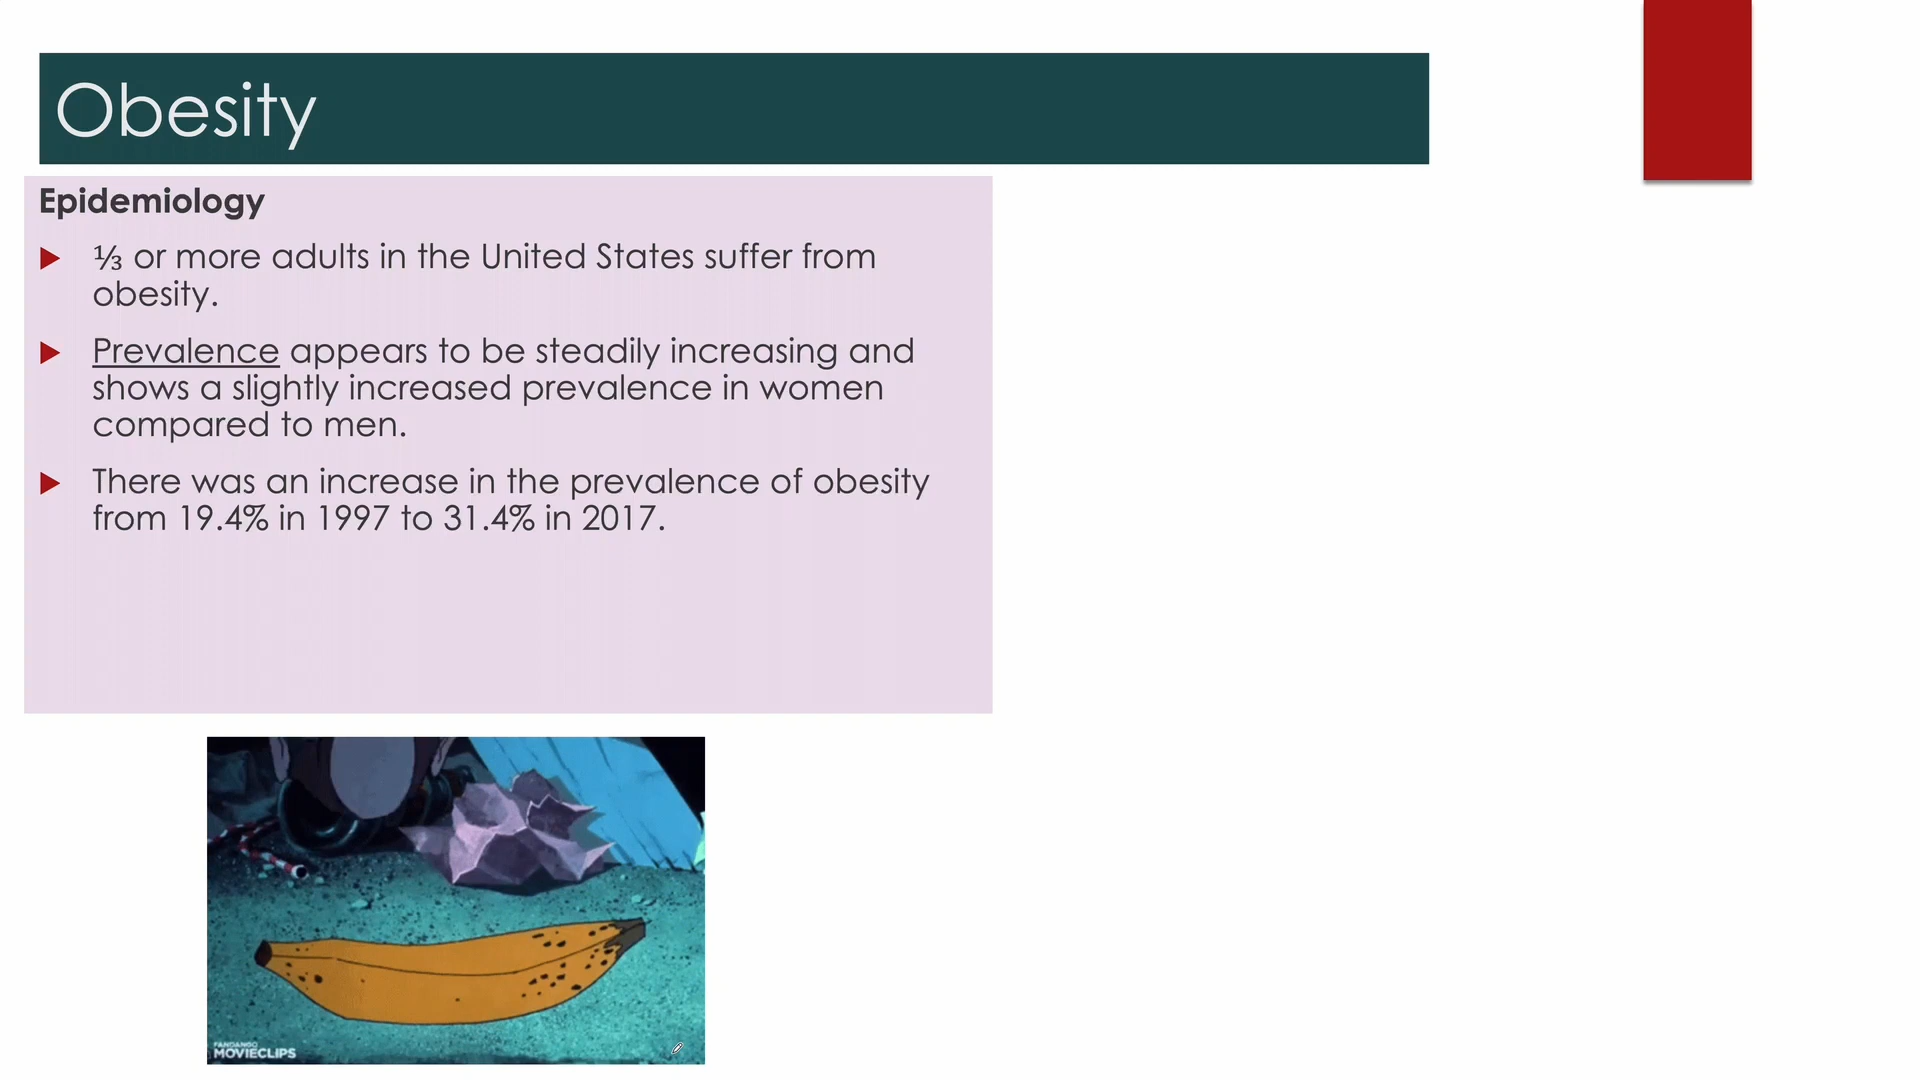 Obesity
Epidemiology
⅓ or more adults in the United States suffer from
obesity.
Prevalence appears to be steadily increasing and
shows a slightly increased prevalence in women
compared to men.
There was an increase in the prevalence of obesity
from 19.4% in 1997 to 31.4% in 2017.
FANDANGO
MOVIECLIPS